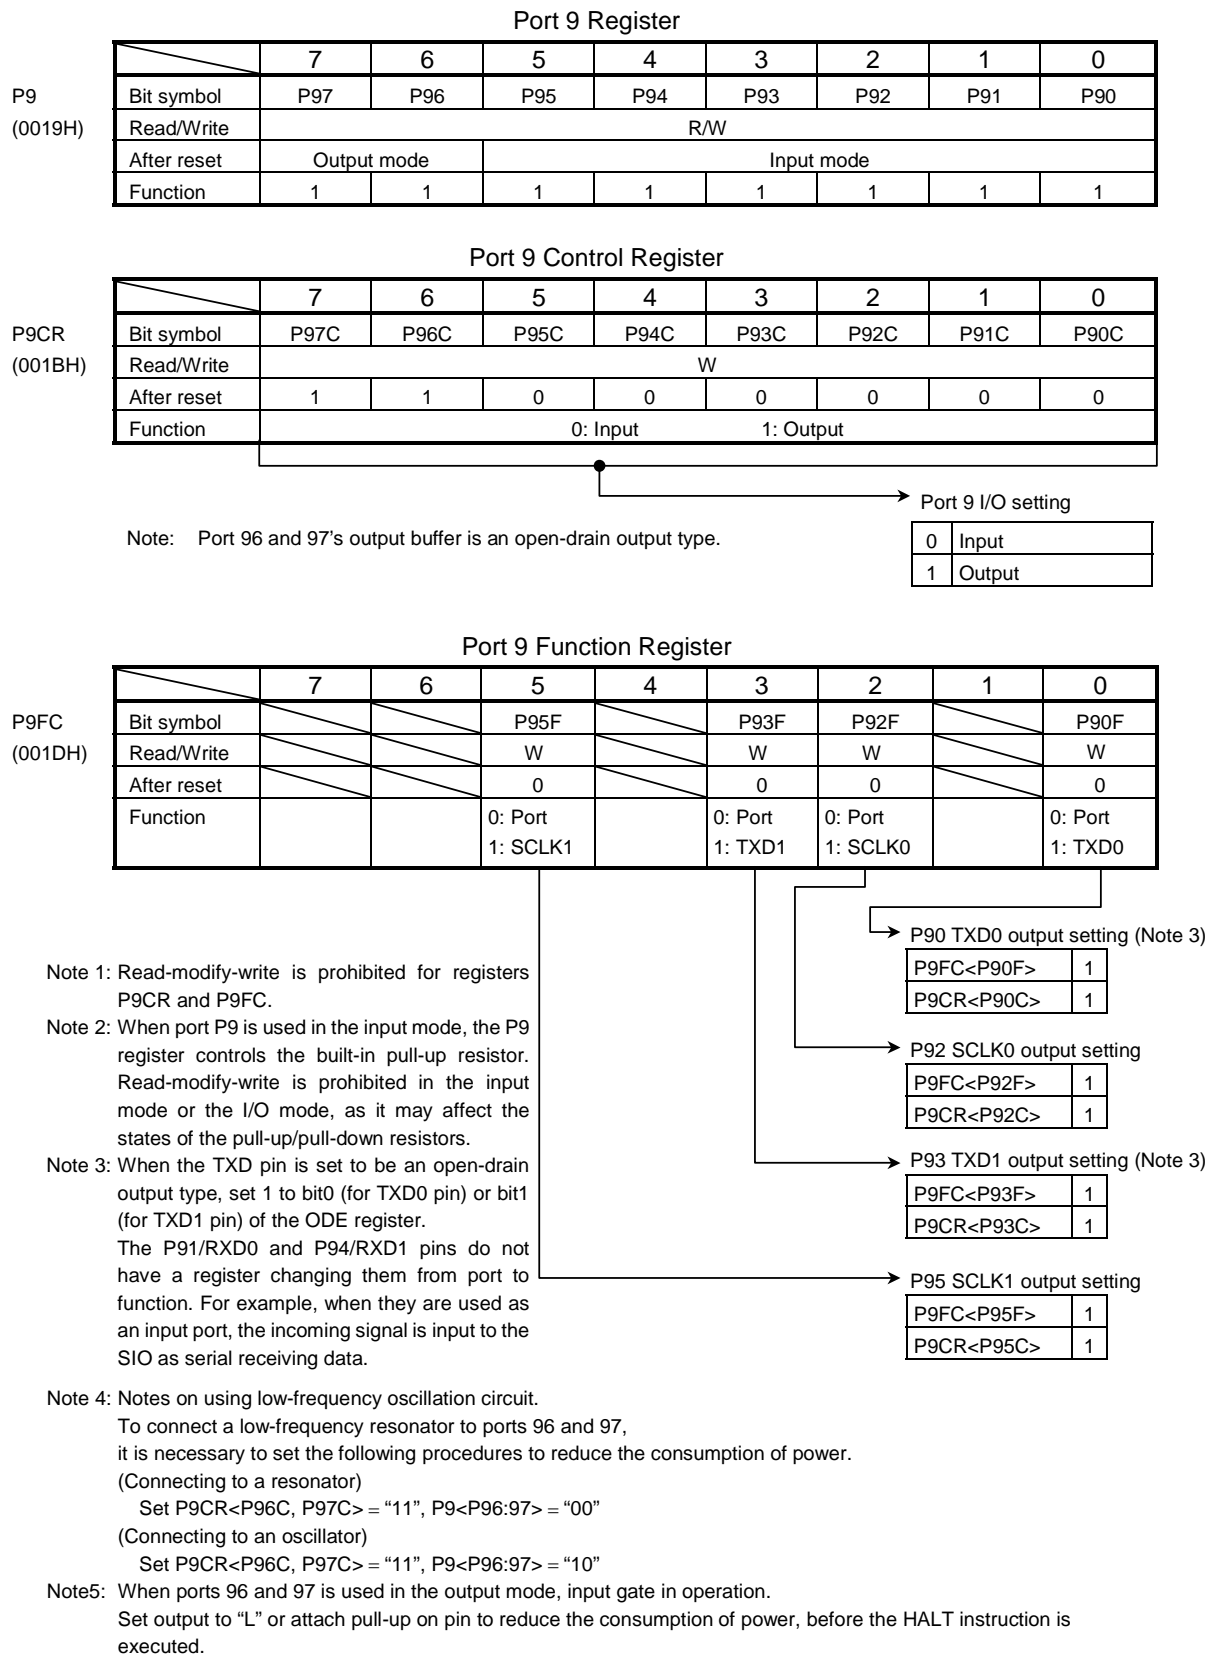 Port 9 Register
7 6 5 4 3 2 1 0
P9 Bit symbol P97 P96 P95 P94 P93 P92 P91 P90
(0019H) Read/Write R/W
After reset Output mode Input mode
Function 1 1 1 1 1 1 1 1
Port 9 Control Register
7 6 5 4 3 2 1 0
P9CR Bit symbol P97C P96C P95C P94C P93C P92C P91C P90C
(001BH) Read/Write W
After reset 1 1 0 0 0 0 0 0
Function 0: Input 1: Output
Port 9 I/O setting
Note: Port 96 and 97’s output buffer is an open-drain output type.
0 Input
1 Output
Port 9 Function Register
7 6 5 4 3 2 1 0
P9FC Bit symbol P95F P93F P92F P90F
(001DH) Read/Write W W W W
After reset 0 0 0 0
Function 0: Port 0: Port 0: Port 0: Port
1: SCLK1 1: TXD1 1: SCLK0 1: TXD0
P90 TXD0 output setting (Note 3)
P9FC<P90F> 1
P9CR<P90C> 1
P92 SCLK0 output setting
P9FC<P92F> 1
P9CR<P92C> 1
P93 TXD1 output setting (Note 3)
P9FC<P93F> 1
P9CR<P93C> 1
P95 SCLK1 output setting
P9FC<P95F> 1
P9CR<P95C> 1
Note 1: Read-modify-write is prohibited for registers
P9CR and P9FC.
Note 2: When port P9 is used in the input mode, the P9
register controls the built-in pull-up resistor.
Read-modify-write is prohibited in the input
mode or the I/O mode, as it may affect the
states of the pull-up/pull-down resistors.
Note 3: When the TXD pin is set to be an open-drain
output type, set 1 to bit0 (for TXD0 pin) or bit1
(for TXD1 pin) of the ODE register.
The P91/RXD0 and P94/RXD1 pins do not
have a register changing them from port to
function. For example, when they are used as
an input port, the incoming signal is input to the
SIO as serial receiving data.
Note 4: Notes on using low-frequency oscillation circuit.
To connect a low-frequency resonator to ports 96 and 97,
it is necessary to set the following procedures to reduce the consumption of power.
(Connecting to a resonator)
Set P9CR<P96C, P97C> = “11”, P9<P96:97> = “00”
(Connecting to an oscillator)
Set P9CR<P96C, P97C> = “11”, P9<P96:97> = “10”
Note5: When ports 96 and 97 is used in the output mode, input gate in operation.
Set output to “L” or attach pull-up on pin to reduce the consumption of power, before the HALT instruction is
executed.